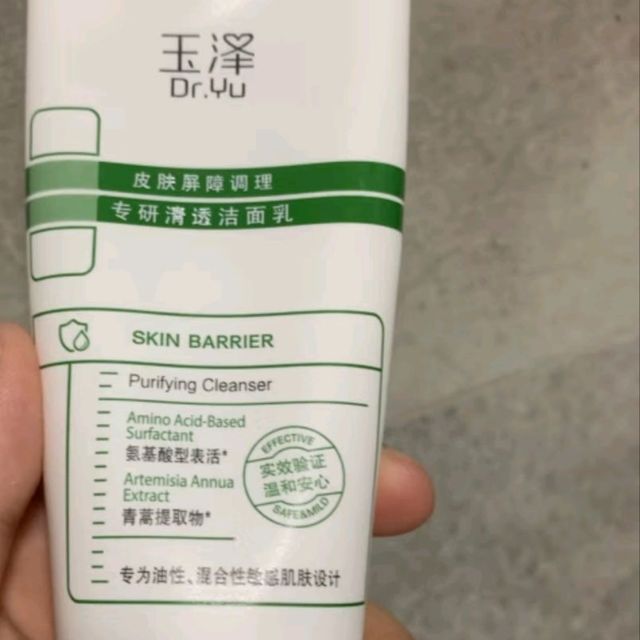 玉泽
Dr.Yu
皮肤屏障调理
专研清透洁面乳
SKIN BARRIER
Purifying Cleanser
Amino Acid-Based
Surfactant
氨基酸型表活*
Artemisia Annua
Extract
青蒿提取物*
EFFECTIVE
实效验证
温和安心
SAFE&MILD
专为油性、混合性敏感肌肤设计